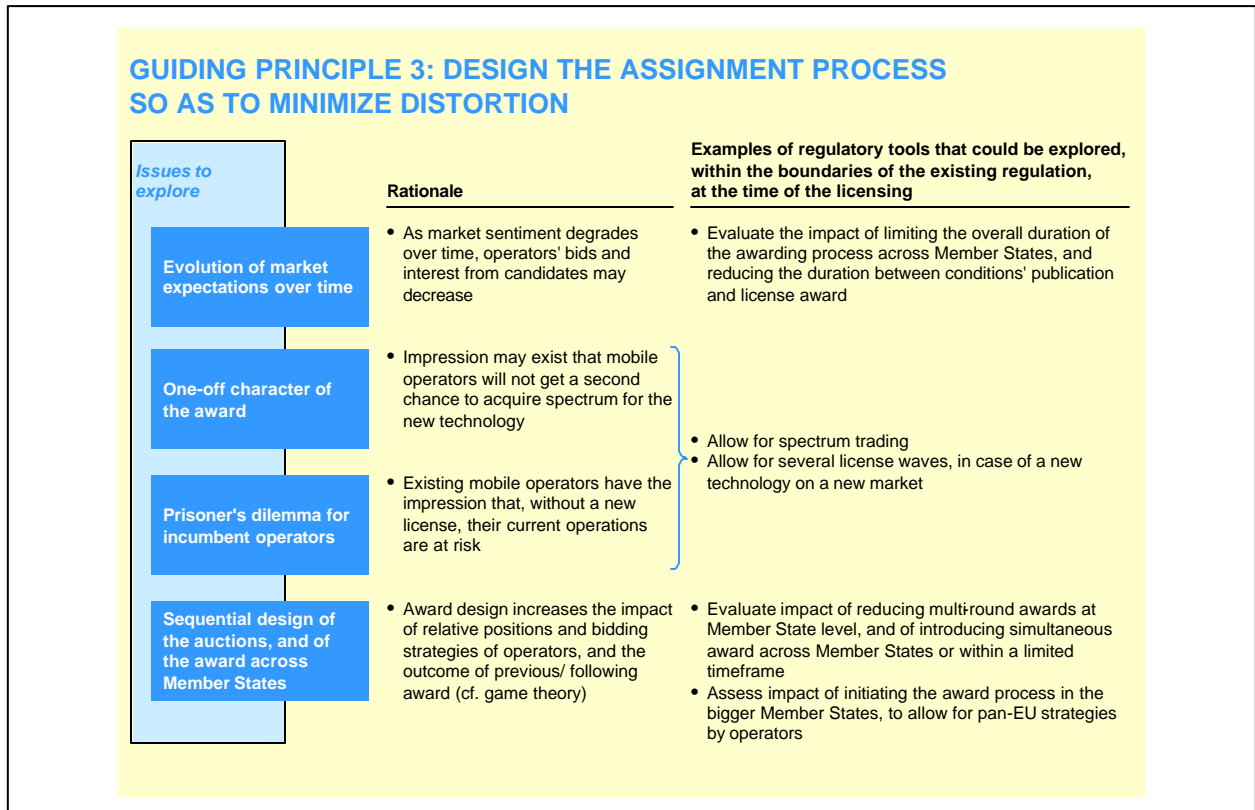 GUIDING PRINCIPLE 3: DESIGN THE ASSIGNMENT PROCESS
SO AS TO MINIMIZE DISTORTION
Issues to
explore
Rationale
Examples of regulatory tools that could be explored,
within the boundaries of the existing regulation,
at the time of the licensing
Evolution of market
expectations over time
• As market sentiment degrades
over time, operators' bids and
interest from candidates may
decrease
• Evaluate the impact of limiting the overall duration of
the awarding process across Member States, and
reducing the duration between conditions' publication
and license award
One-off character of
the award
• Impression may exist that mobile
operators will not get a second
chance to acquire spectrum for the
new technology
• Allow for spectrum trading
• Allow for several license waves, in case of a new
technology on a new market
Prisoner's dilemma for
incumbent operators
• Existing mobile operators have the
impression that, without a new
license, their current operations
are at risk
Sequential design of
the auctions, and of
the award across
Member States
• Award design increases the impact
of relative positions and bidding
strategies of operators, and the
outcome of previous/ following
award (cf. game theory)
• Evaluate impact of reducing multi-round awards at
Member State level, and of introducing simultaneous
award across Member States or within a limited
timeframe
• Assess impact of initiating the award process in the
bigger Member States, to allow for pan-EU strategies
by operators